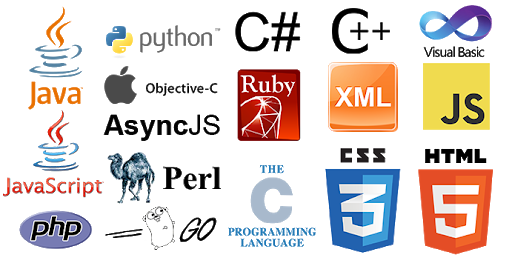 Java
python™
C#
C++
Visual Basic
Objective-C
Ruby
XML
JS
AsyncJS
JavaScript
Perl
THE
C
PROGRAMMING
LANGUAGE
CSS
3
HTML
5
php
GO